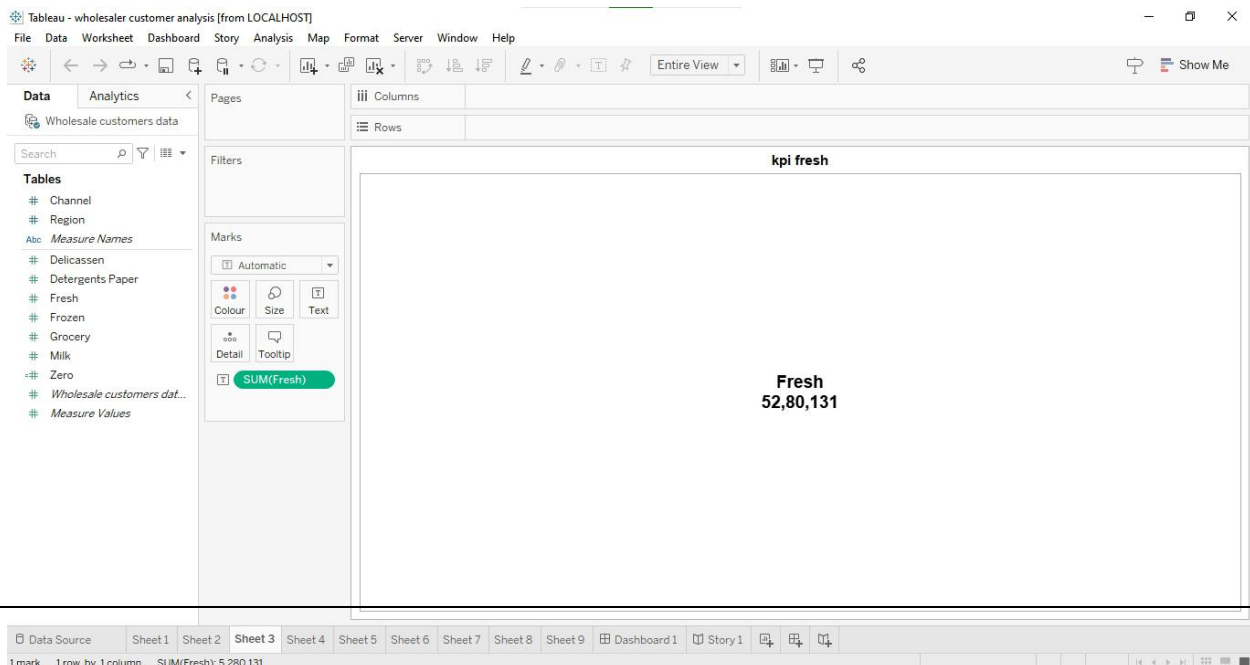 Tableau - wholesaler customer analysis [from LOCALHOST]
File Data Worksheet Dashboard Story Analysis Map Format Server Window Help
Entire View
Show Me
Data Analytics
Wholesale customers data
Search
Tables
# Channel
# Region
Abc Measure Names
# Delicassen
# Detergents Paper
# Fresh
# Frozen
# Grocery
# Milk
=# Zero
# Wholesale customers dat...
# Measure Values
Pages
Filters
Marks
Automatic
Colour Size Text
Detail Tooltip
SUM(Fresh)
Columns
Rows
kpi fresh
Fresh
52,80,131
Data Source Sheet 1 Sheet 2 Sheet 3 Sheet 4 Sheet 5 Sheet 6 Sheet 7 Sheet 8 Sheet 9 Dashboard 1 Story 1
1 mark 1 row by 1 column SUM(Fresh): 5,280,131